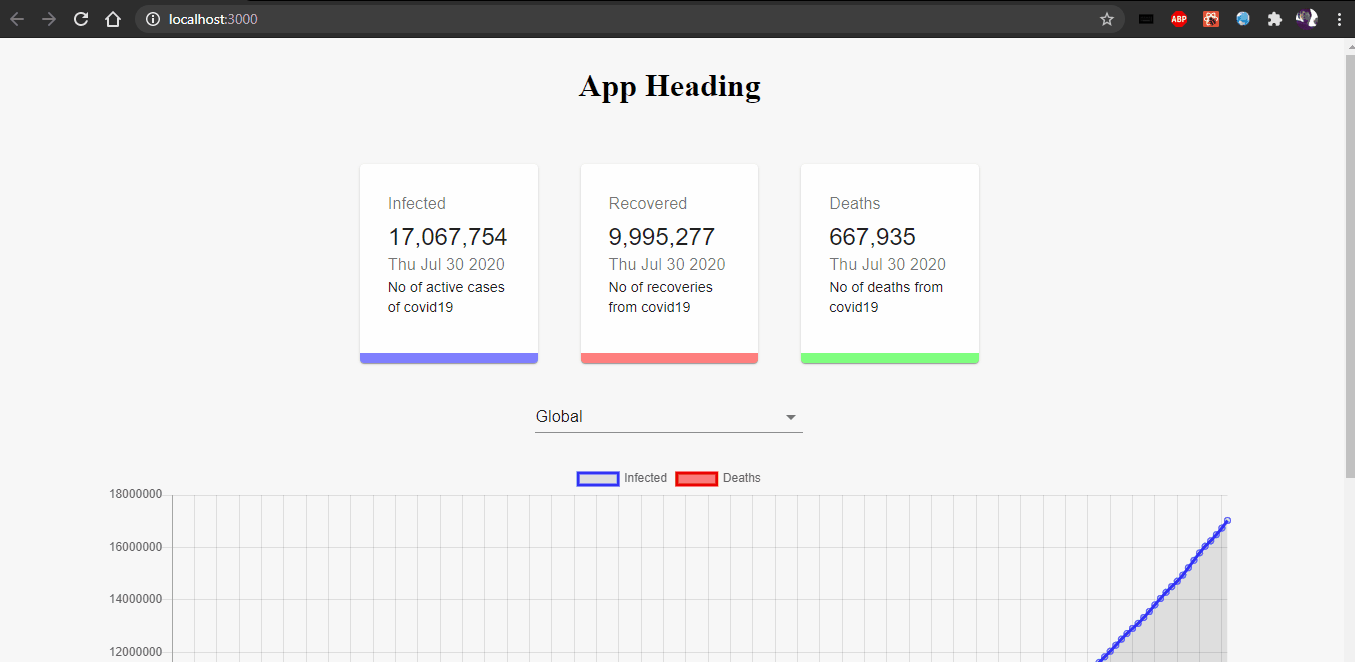 localhost:3000
ABP
App Heading
Infected
17,067,754
Thu Jul 30 2020
No of active cases
of covid19
Recovered
9,995,277
Thu Jul 30 2020
No of recoveries
from covid19
Deaths
667,935
Thu Jul 30 2020
No of deaths from
covid19
Global
Infected
Deaths
18000000
16000000
14000000
12000000